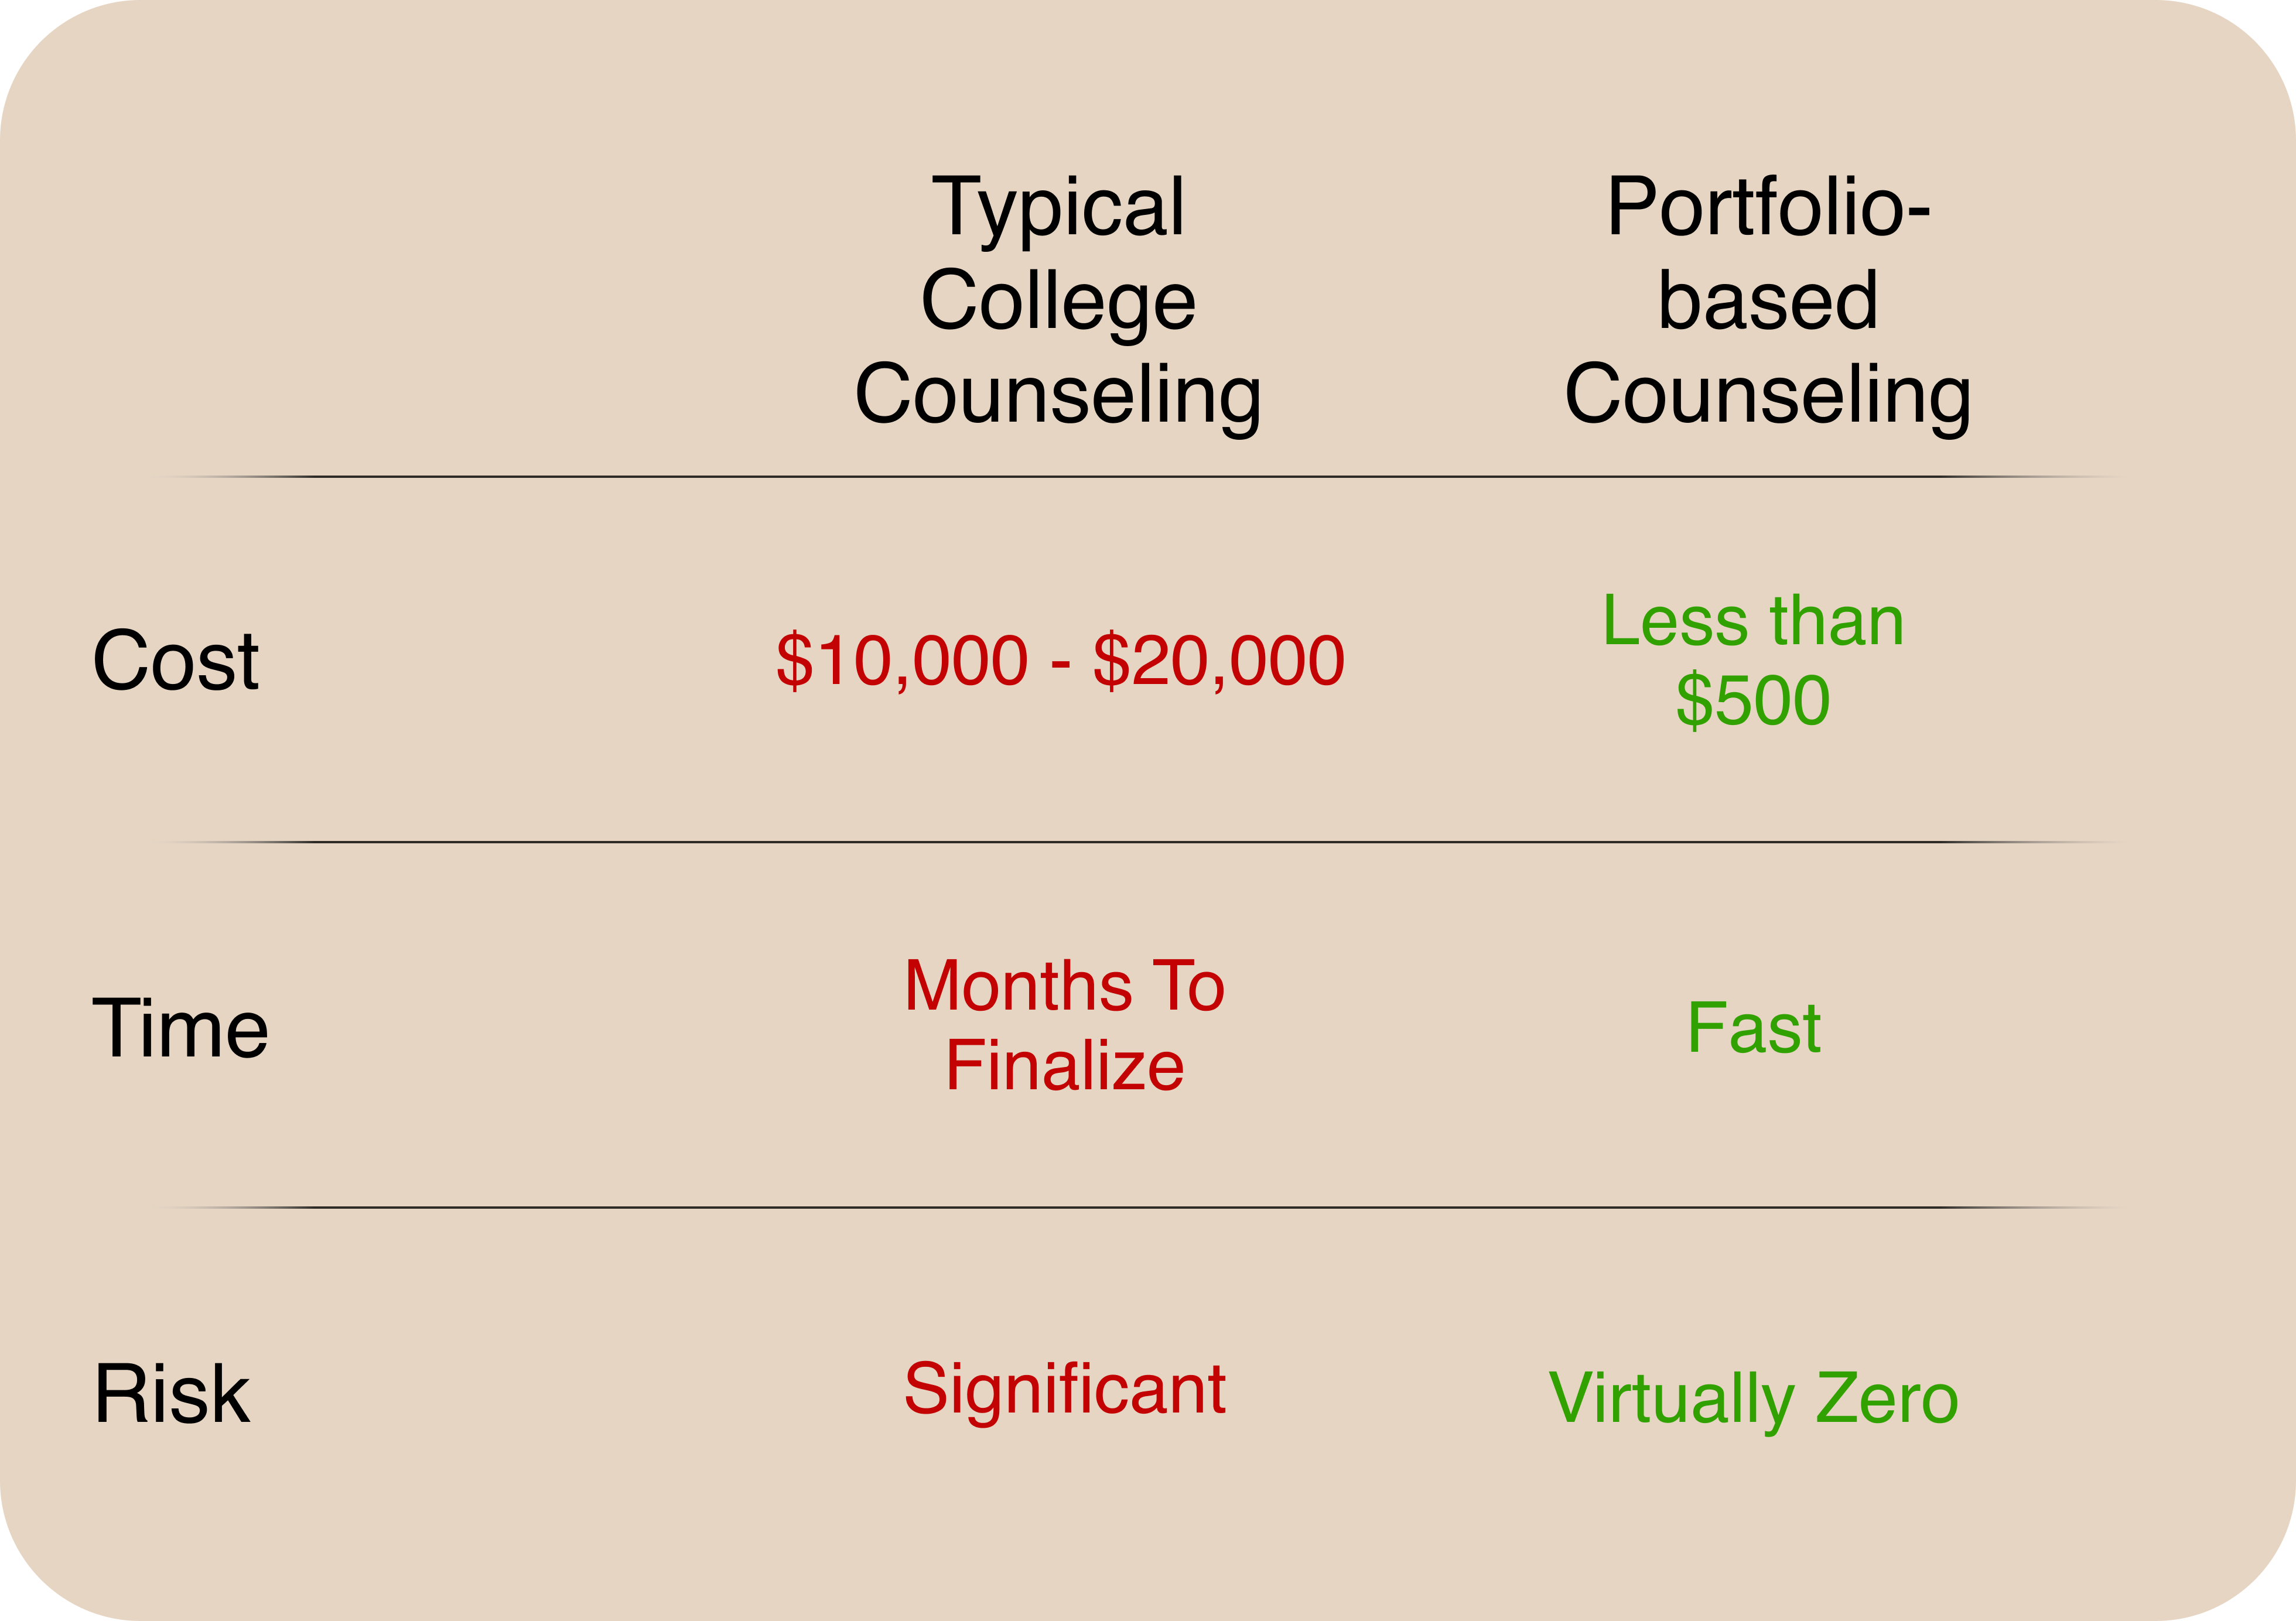 Typical
College
Counseling
Portfolio-
based
Counseling
Cost
$10,000 - $20,000
Less than
$500
Time
Months To
Finalize
Fast
Risk
Significant
Virtually Zero